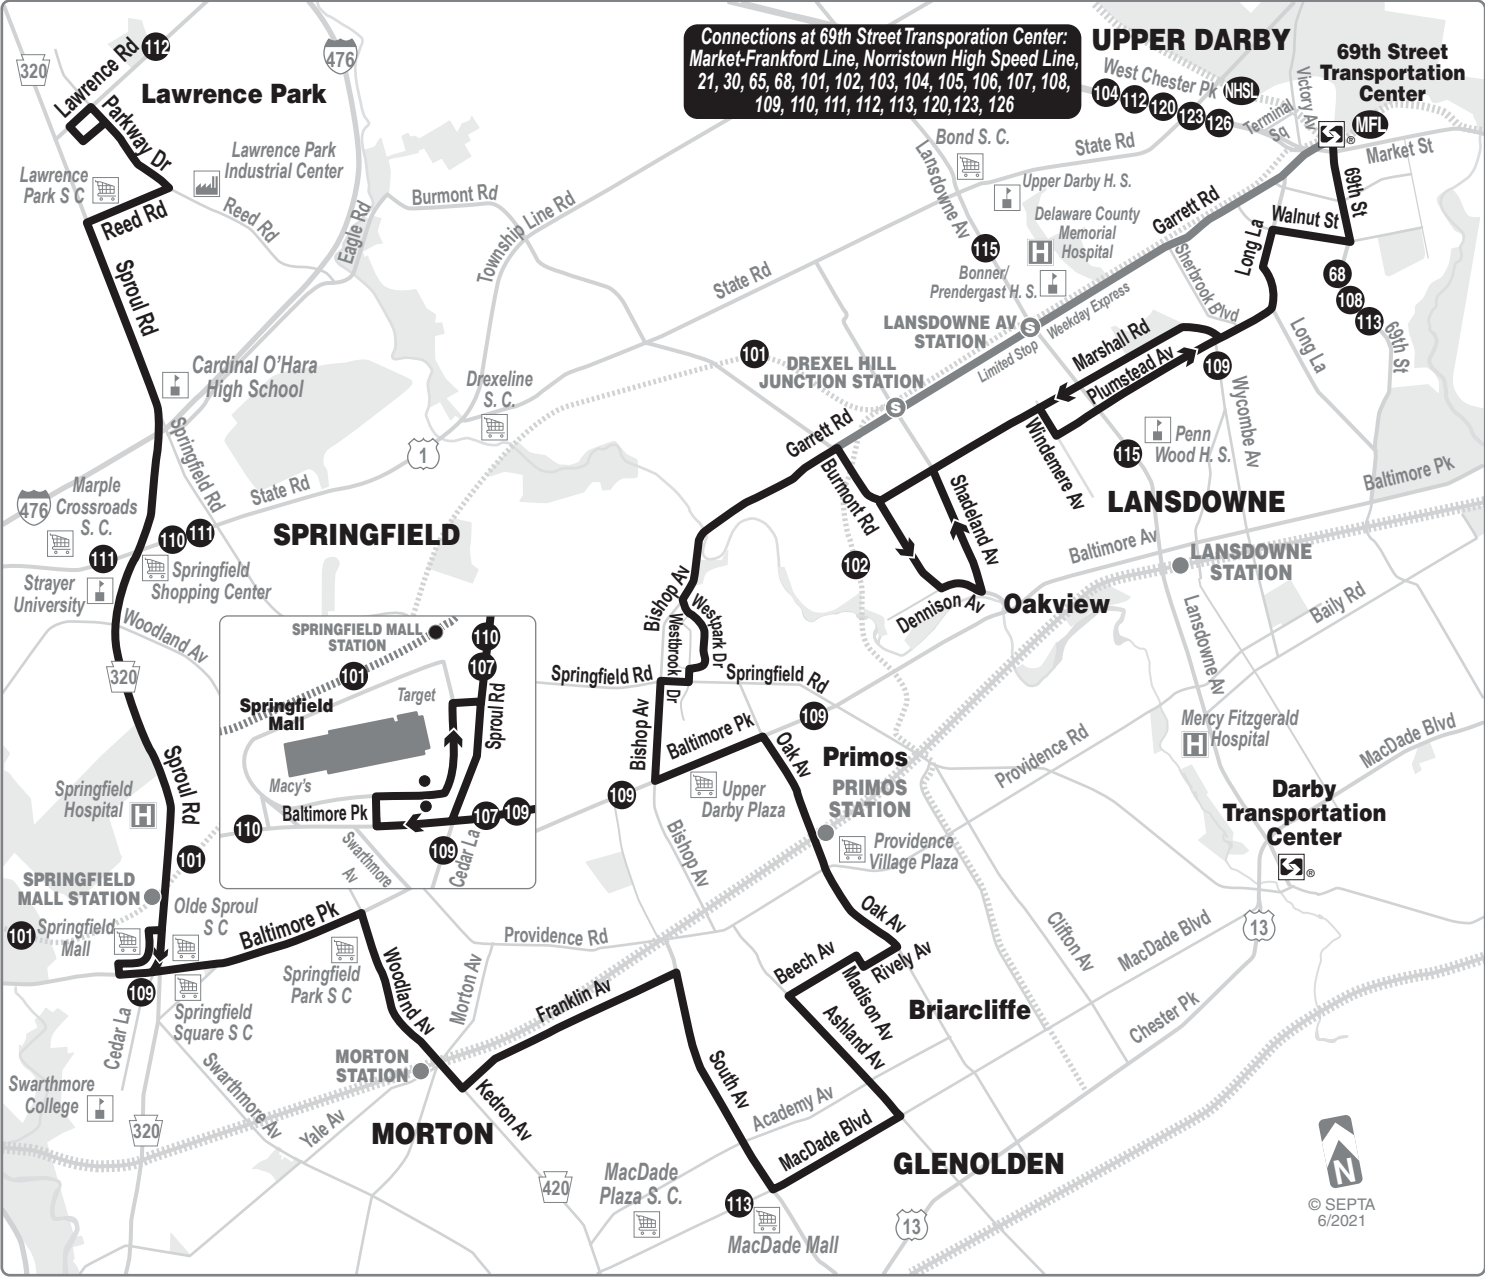 Connections at 69th Street Transporation Center:
Market-Frankford Line, Norristown High Speed Line,
21, 30, 65, 68, 101, 102, 103, 104, 105, 106, 107, 108,
109, 110, 111, 112, 113, 120, 123, 126
UPPER DARBY
69th Street
Transportation
Center
MFL
®
West Chester Pk
NHSL
104
112
120
123
126
Victory Av
Terminal
Sq
Market St
69th St
Walnut St
Long La
68
108
113
69th St
Long La
320
Lawrence Rd
112
476
Lawrence Park
Parkway Dr
Lawrence
Park S C
Lawrence Park
Industrial Center
Reed Rd
Reed Rd
Eagle Rd
Burmont Rd
Township Line Rd
State Rd
Sproul Rd
Cardinal O'Hara
High School
Springfield Rd
State Rd
1
Drexeline
S. C.
101
Bond S. C.
State Rd
Lansdowne Av
Upper Darby H. S.
Delaware County
Memorial
Hospital
115
Bonner/
Prendergast H. S.
Garrett Rd
Sherbrook Blvd
LANSDOWNE AV
STATION
S
Limited Stop
Weekday Express
DREXEL HILL
JUNCTION STATION
S
Marshall Rd
Plumstead Av
109
Wycombe Av
Windemere Av
115
Penn
Wood H. S.
LANSDOWNE
Baltimore Pk
Baltimore Av
LANSDOWNE
STATION
Garrett Rd
Burmont Rd
Shadeland Av
102
Dennison Av
Oakview
Baily Rd
Lansdowne Av
476
Marple
Crossroads
S. C.
110
111
111
SPRINGFIELD
Springfield
Shopping Center
Strayer
University
Woodland Av
320
Bishop Av
Westpark Dr
Westbrook Dr
Springfield Rd
Springfield Rd
Bishop Av
Baltimore Pk
109
Oak Av
Primos
PRIMOS
STATION
109
Upper
Darby Plaza
Providence
Village Plaza
Bishop Av
Providence Rd
Mercy Fitzgerald
Hospital
H
MacDade Blvd
Darby
Transportation
Center
®
SPRINGFIELD MALL
STATION
110
107
101
Springfield
Mall
Target
Sproul Rd
Macy's
Baltimore Pk
110
107
109
109
Swarthmore
Av
Cedar La
Sproul Rd
Springfield
Hospital
H
101
SPRINGFIELD
MALL STATION
101
Springfield
Mall
Olde Sproul
S C
Baltimore Pk
109
Springfield
Square S C
Springfield
Park S C
Woodland Av
Providence Rd
Morton Av
Franklin Av
Oak Av
Rively Av
Beech Av
Madison Av
Ashland Av
Briarcliffe
Clifton Av
MacDade Blvd
13
Chester Pk
Cedar La
Swarthmore
College
320
Swarthmore Av
MORTON
STATION
Yale Av
MORTON
Kedron Av
South Av
Academy Av
MacDade Blvd
GLENOLDEN
420
MacDade
Plaza S. C.
113
MacDade Mall
13
N
© SEPTA
6/2021
H